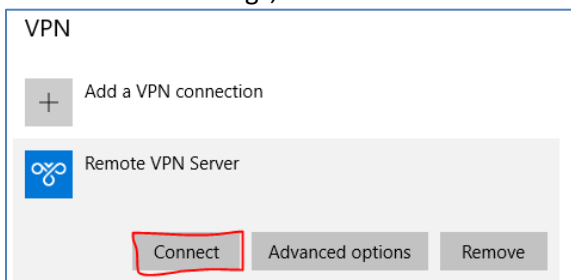 VPN
Add a VPN connection
Remote VPN Server
Connect Advanced options Remove